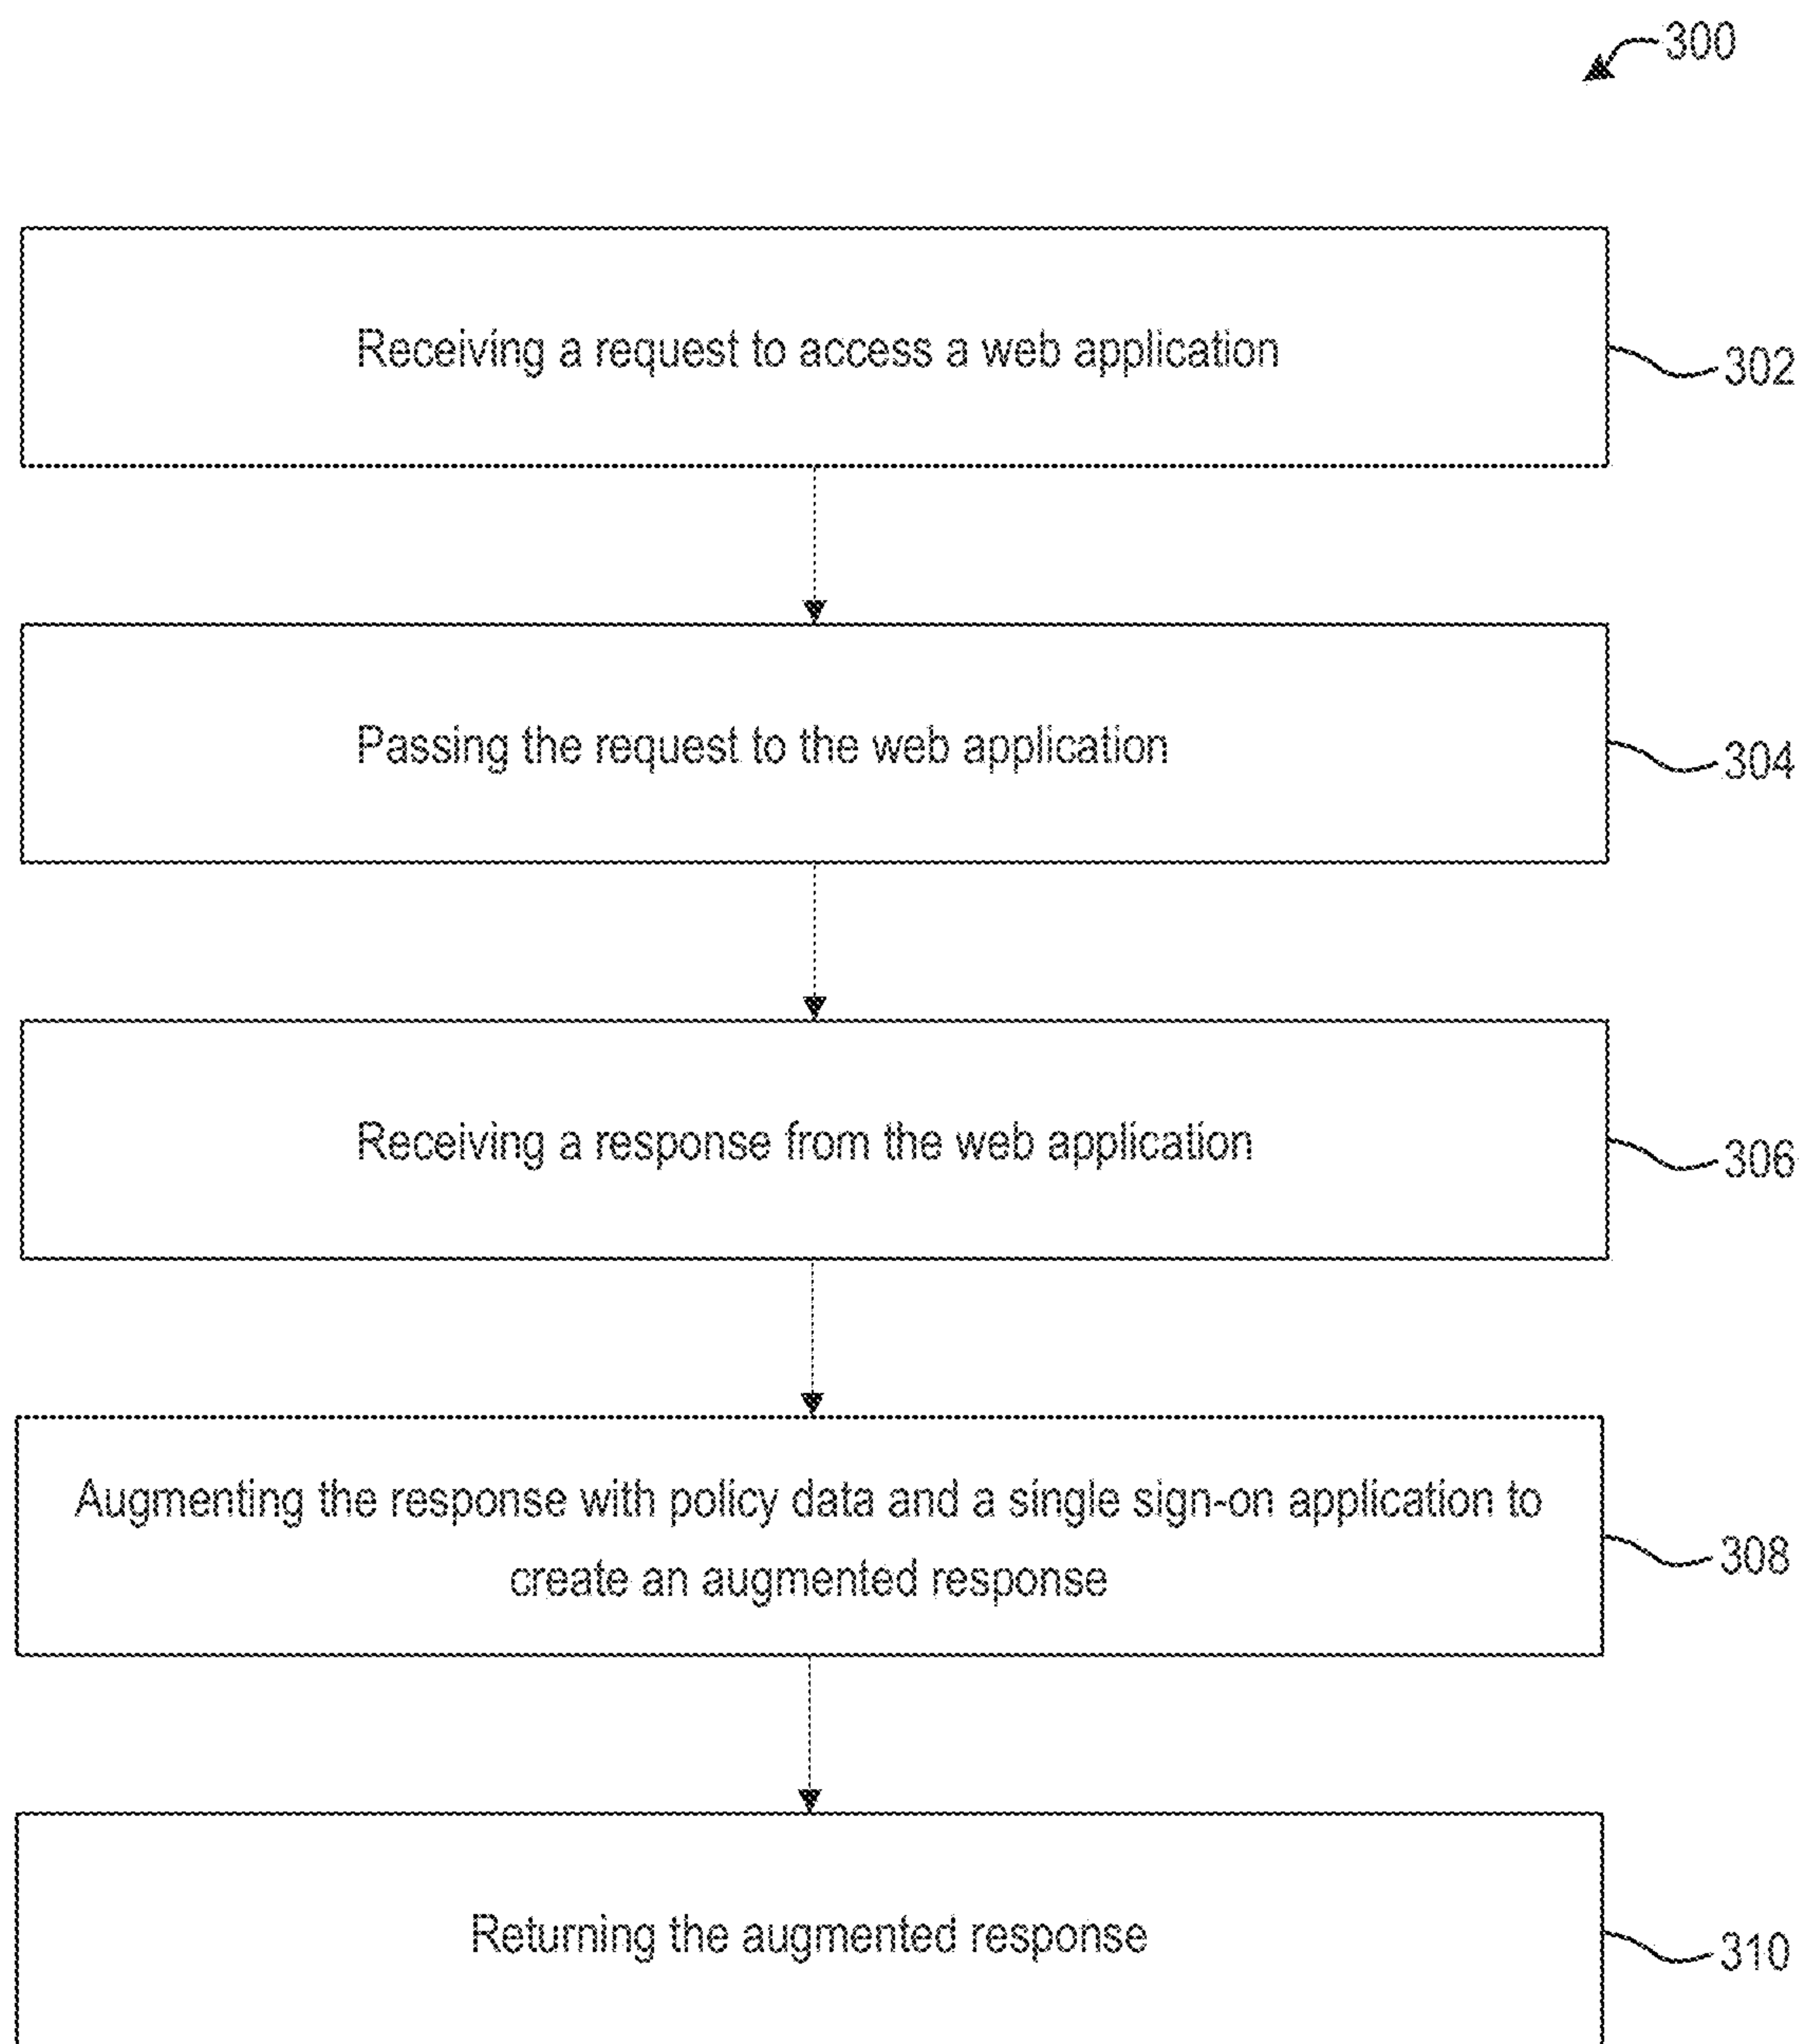 300
Receiving a request to access a web application
302
Passing the request to the web application
304
Receiving a response from the web application
306
Augmenting the response with policy data and a single sign-on application to
create an augmented response
308
Returning the augmented response
310